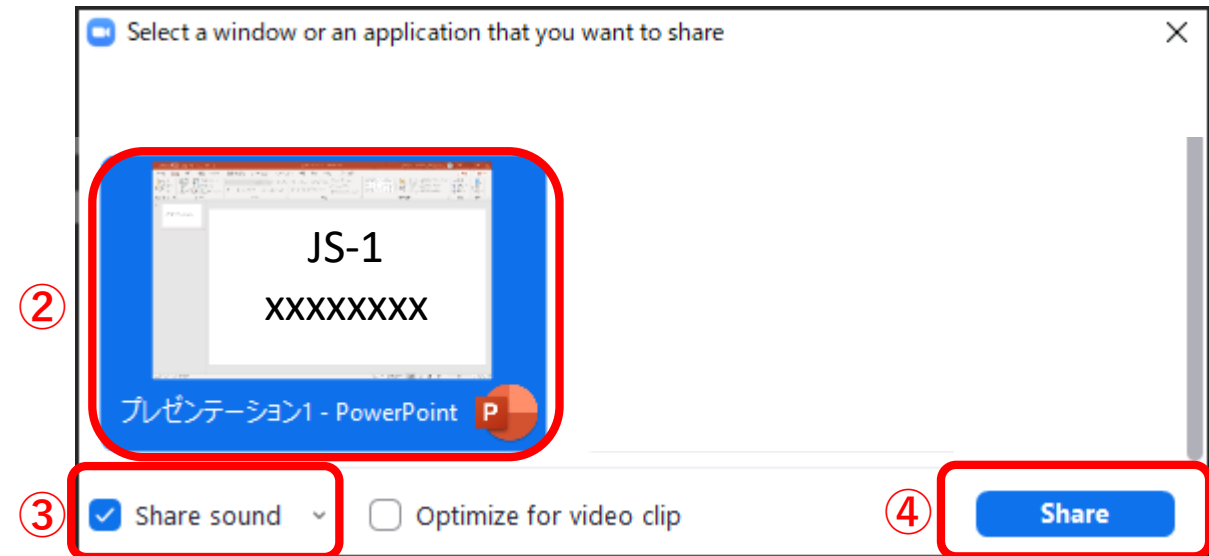 Select a window or an application that you want to share
JS-1
xxxxxxxx
②
プレゼンテーション1 - PowerPoint
P
③
Share sound
Optimize for video clip
④
Share